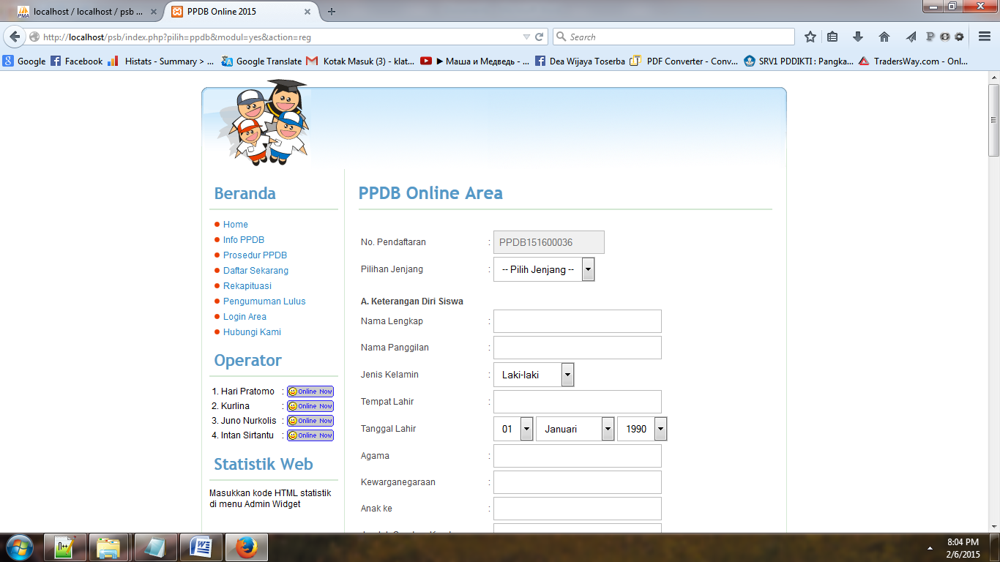 localhost / localhost / psb ...
PPDB Online 2015
http://localhost/psb/index.php?pilih=ppdb&modul=yes&action=reg
Search
Google
Facebook
Histats - Summary > ...
Google Translate
Kotak Masuk (3) - klat...
► Маша и Медведь - ...
Dea Wijaya Toserba
PDF Converter - Conv...
SRV1 PDDIKTI : Pangka...
TradersWay.com - Onl...
Beranda
Home
Info PPDB
Prosedur PPDB
Daftar Sekarang
Rekapituasi
Pengumuman Lulus
Login Area
Hubungi Kami
Operator
1. Hari Pratomo : Online Now
2. Kurlina : Online Now
3. Juno Nurkolis : Online Now
4. Intan Sirtantu : Online Now
Statistik Web
Masukkan kode HTML statistik
di menu Admin Widget
PPDB Online Area
No. Pendaftaran : PPDB151600036
Pilihan Jenjang : -- Pilih Jenjang --
A. Keterangan Diri Siswa
Nama Lengkap :
Nama Panggilan :
Jenis Kelamin : Laki-laki
Tempat Lahir :
Tanggal Lahir : 01 Januari 1990
Agama :
Kewarganegaraan :
Anak ke :
8:04 PM
2/6/2015